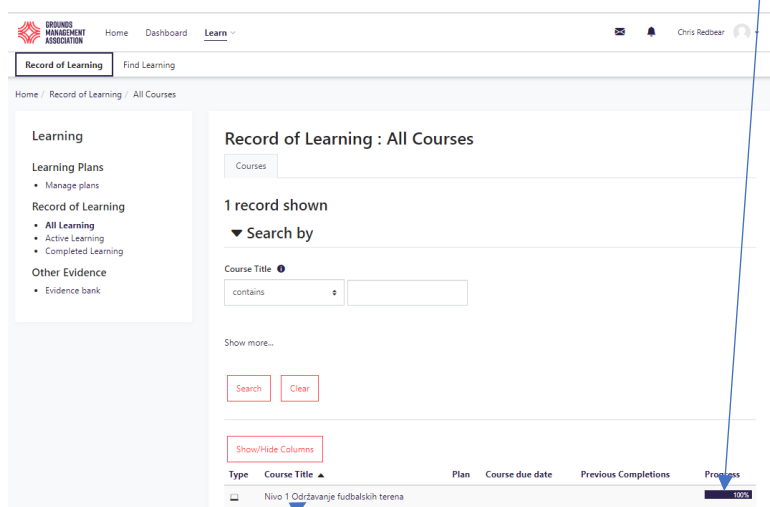 GROUNDS
MANAGEMENT
ASSOCIATION
Home Dashboard Learn Chris Redbear
Record of Learning Find Learning
Home / Record of Learning / All Courses
Learning
Learning Plans
• Manage plans
Record of Learning
• All Learning
• Active Learning
• Completed Learning
Other Evidence
• Evidence bank
Record of Learning : All Courses
Courses
1 record shown
Search by
Course Title
contains
Show more...
Search Clear
Show/Hide Columns
Type Course Title Plan Course due date Previous Completions Progress
Nivo 1 Održavanje fudbalskih terena 100%